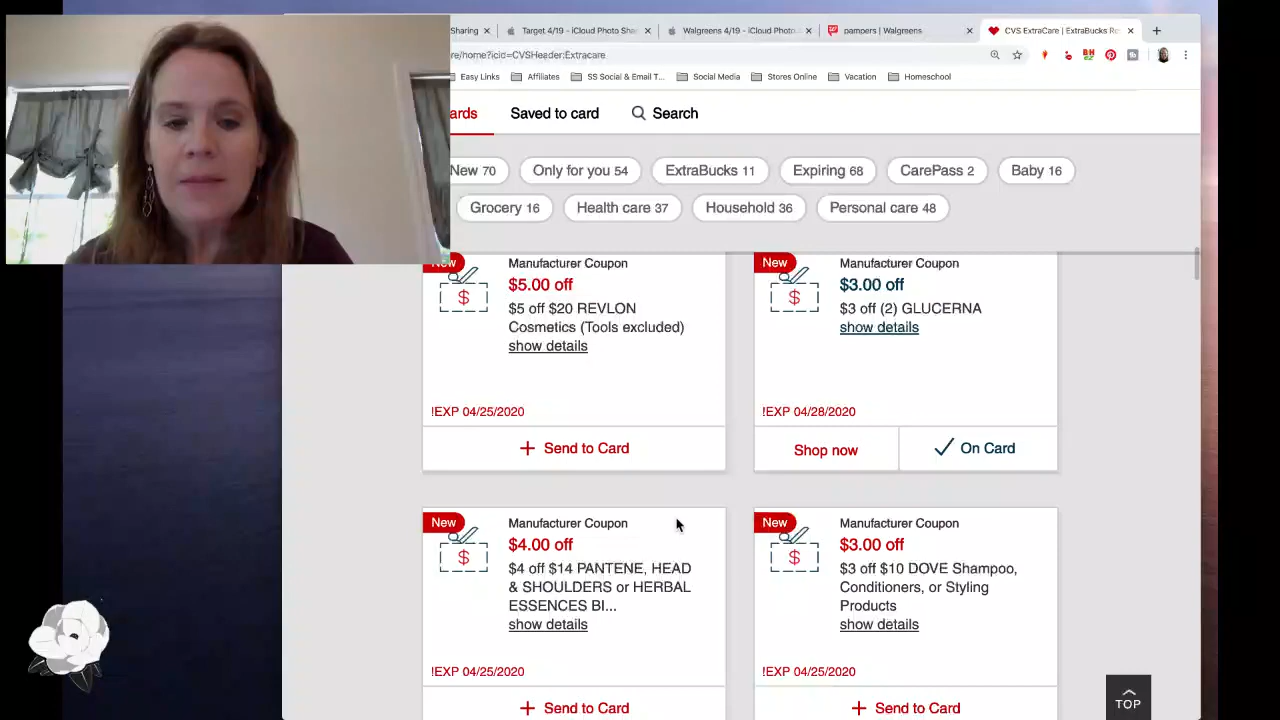 Sharing
Target 4/19 - iCloud Photo Sha
Walgreens 4/19 - iCloud Photo
pampers | Walgreens
CVS ExtraCare | ExtraBucks Re
re/home?icid=CVSHeader:Extracare
Easy Links
Affiliates
SS Social & Email T...
Social Media
Stores Online
Vacation
Homeschool
ards
Saved to card
Search
New 70
Only for you 54
ExtraBucks 11
Expiring 68
CarePass 2
Baby 16
Grocery 16
Health care 37
Household 36
Personal care 48
New
Manufacturer Coupon
$5.00 off
$5 off $20 REVLON
Cosmetics (Tools excluded)
show details
!EXP 04/25/2020
+ Send to Card
New
Manufacturer Coupon
$3.00 off
$3 off (2) GLUCERNA
show details
!EXP 04/28/2020
Shop now
On Card
New
Manufacturer Coupon
$4.00 off
$4 off $14 PANTENE, HEAD
& SHOULDERS or HERBAL
ESSENCES BI...
show details
!EXP 04/25/2020
+ Send to Card
New
Manufacturer Coupon
$3.00 off
$3 off $10 DOVE Shampoo,
Conditioners, or Styling
Products
show details
!EXP 04/25/2020
+ Send to Card
TOP